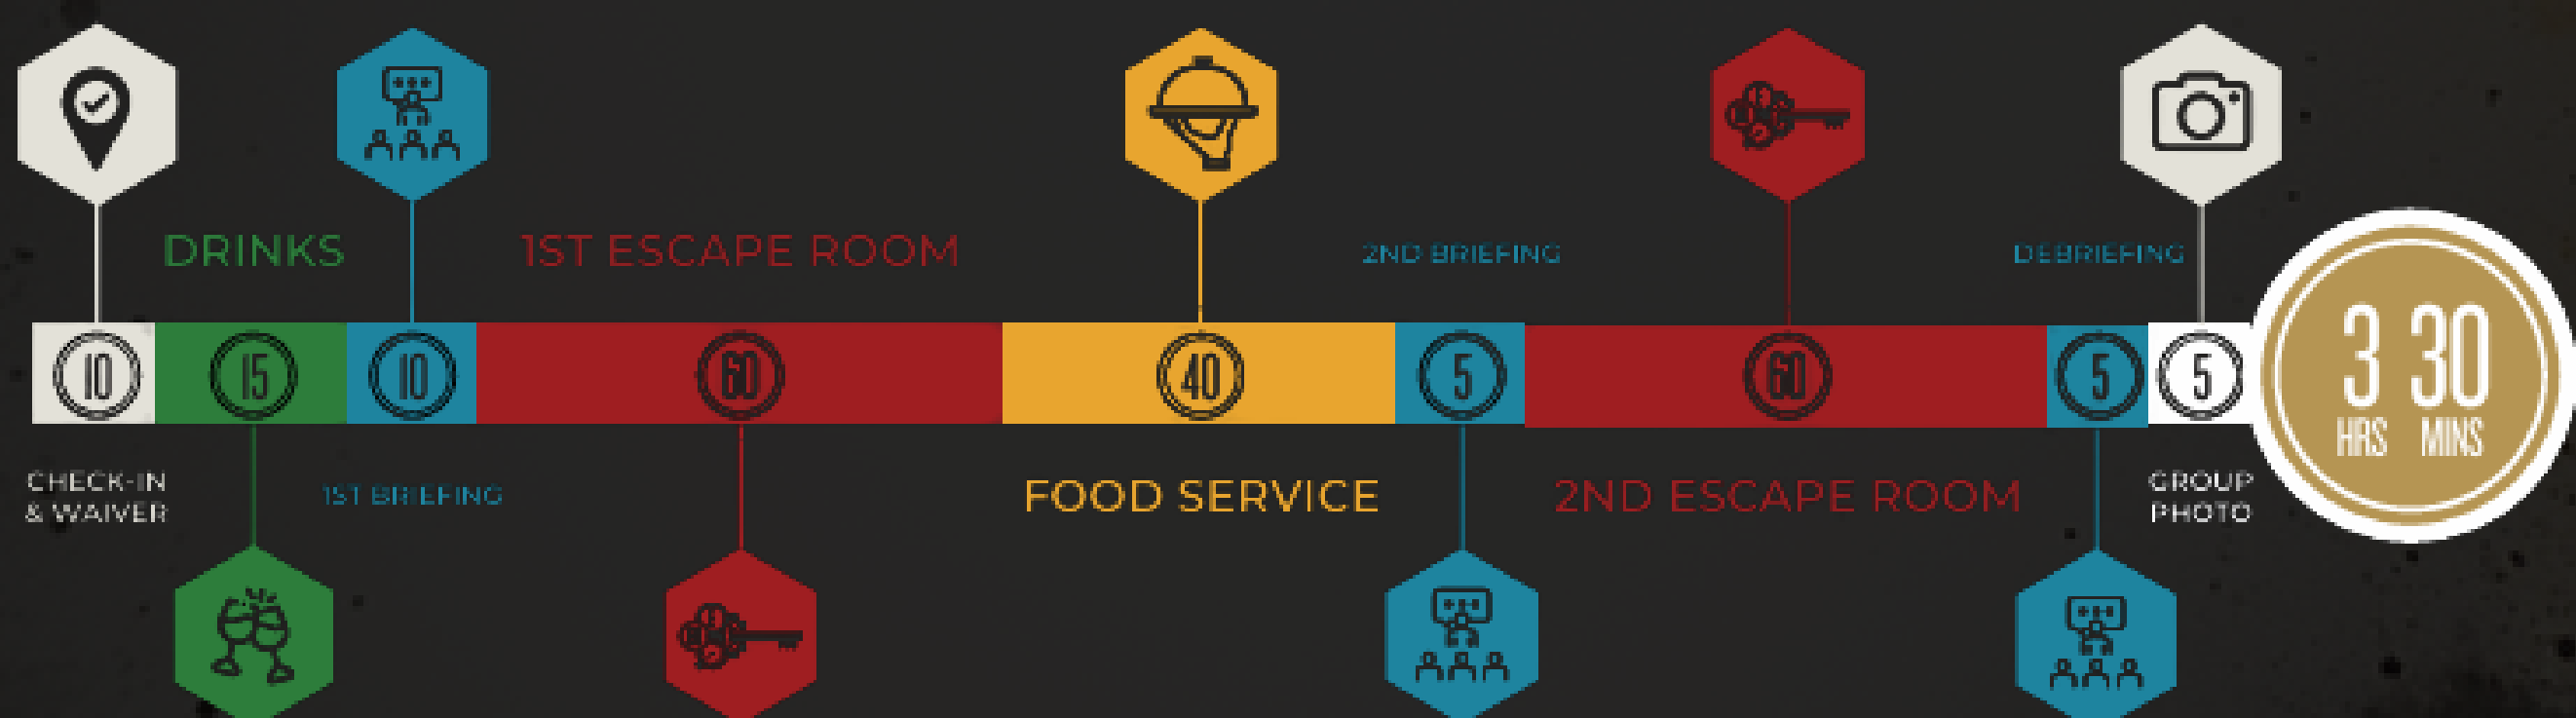 DRINKS
1ST ESCAPE ROOM
2ND BRIEFING
DEBRIEFING
10
15
10
60
40
5
60
5
5
3 30
HRS MINS
CHECK-IN
& WAIVER
1ST BRIEFING
FOOD SERVICE
2ND ESCAPE ROOM
GROUP
PHOTO